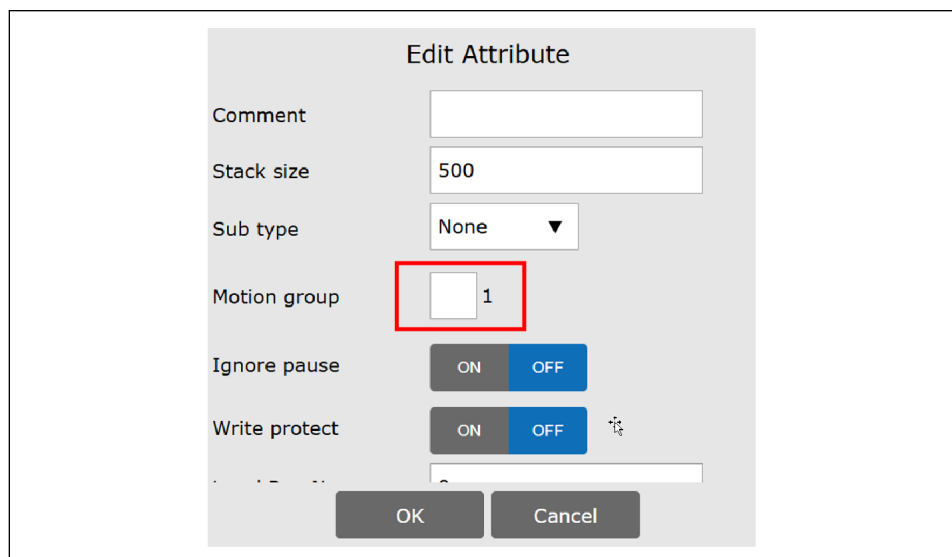 Edit Attribute
Comment
Stack size 500
Sub type None ▼
Motion group 1
Ignore pause ON OFF
Write protect ON OFF
OK Cancel